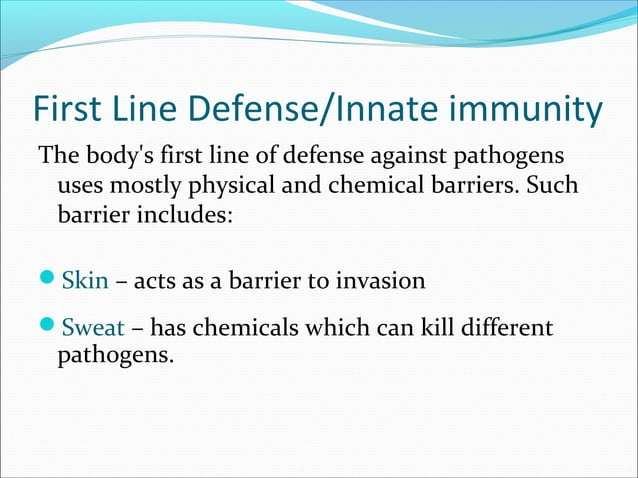 First Line Defense/Innate immunity
The body's first line of defense against pathogens
uses mostly physical and chemical barriers. Such
barrier includes:
Skin – acts as a barrier to invasion
Sweat – has chemicals which can kill different
pathogens.